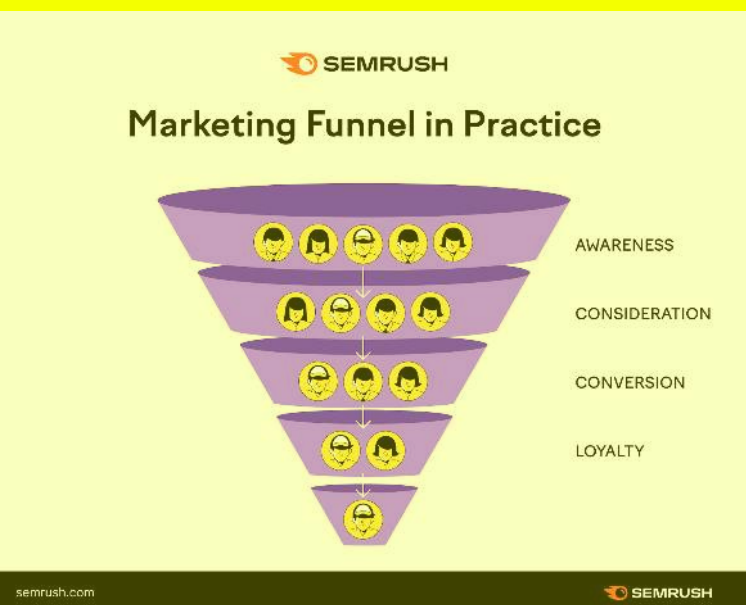 SEMRUSH
Marketing Funnel in Practice
AWARENESS
CONSIDERATION
CONVERSION
LOYALTY
semrush.com
SEMRUSH